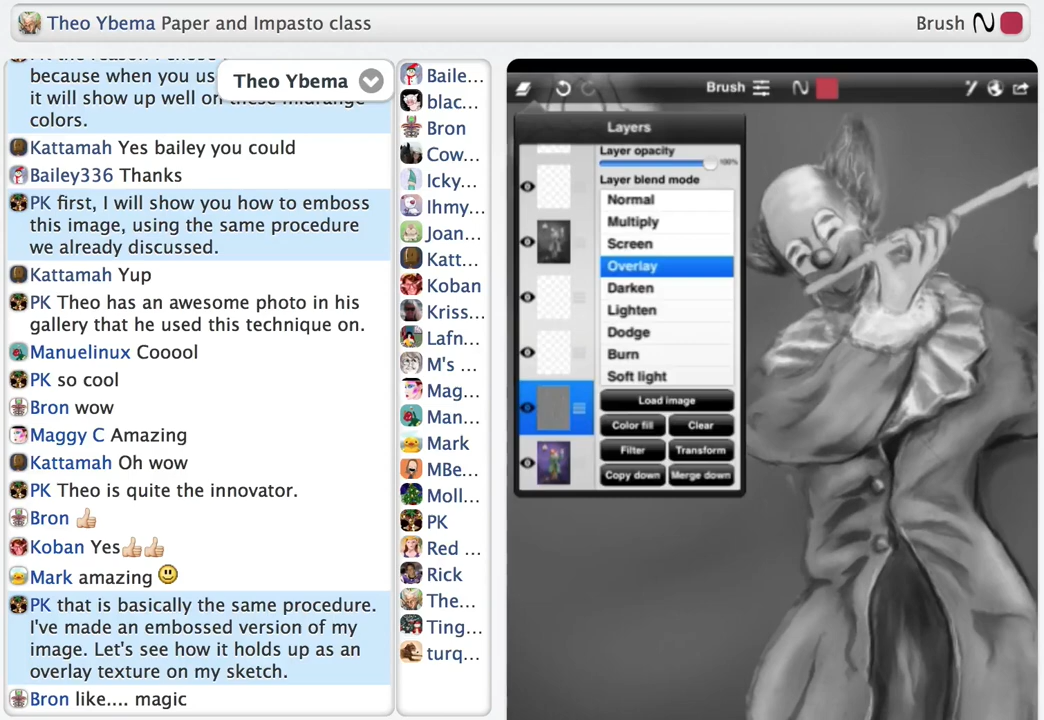 Theo Ybema Paper and Impasto class
Brush
because when you us
Theo Ybema
it will show up well on these midrange
colors.
Kattamah Yes bailey you could
Bailey336 Thanks
PK first, I will show you how to emboss
this image, using the same procedure
we already discussed.
Kattamah Yup
PK Theo has an awesome photo in his
gallery that he used this technique on.
Manuelinux Cooool
PK so cool
Bron wow
Maggy C Amazing
Kattamah Oh wow
PK Theo is quite the innovator.
Bron
Koban Yes
Mark amazing
PK that is basically the same procedure.
I've made an embossed version of my
image. Let's see how it holds up as an
overlay texture on my sketch.
Bron like.... magic
Baile...
blac...
Bron
Cow...
Icky...
Ihmy...
Joan...
Katt...
Koban
Kriss...
Lafn...
M's ...
Mag...
Man...
Mark
MBe...
Moll...
PK
Red ...
Rick
The...
Ting...
turq...
Brush
Layers
Layer opacity
100%
Layer blend mode
Normal
Multiply
Screen
Overlay
Darken
Lighten
Dodge
Burn
Soft light
Load image
Color fill
Clear
Filter
Transform
Copy down
Merge down